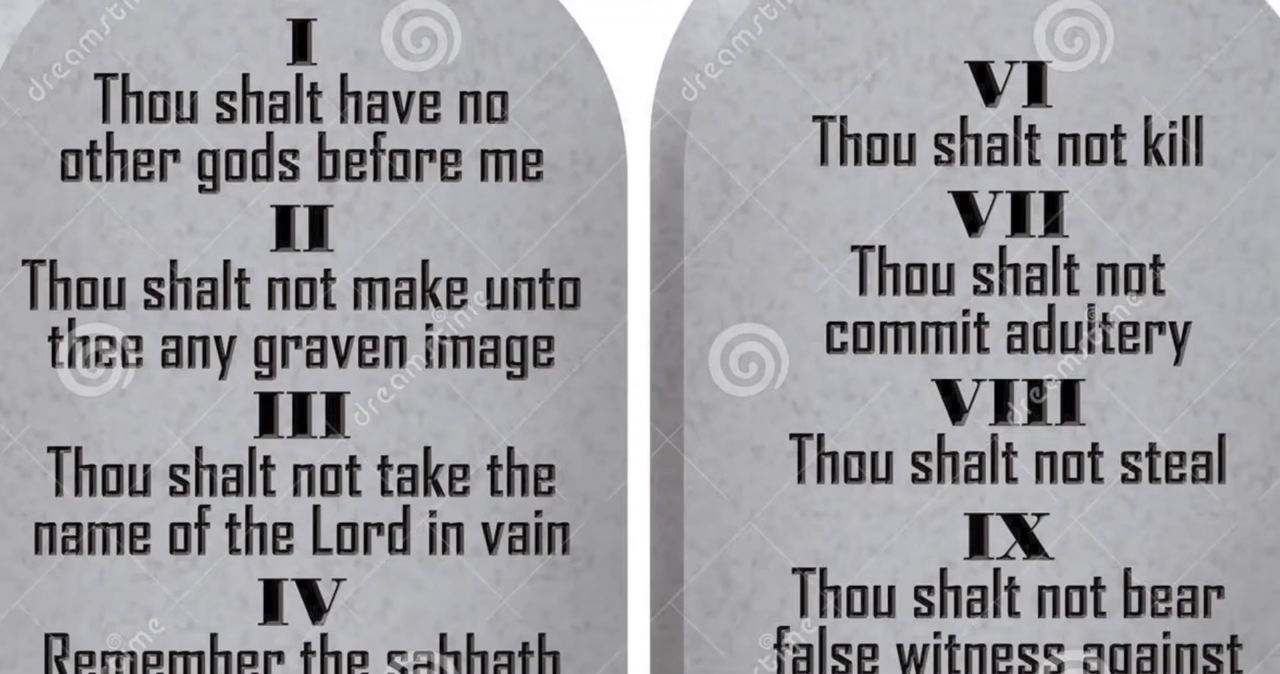 I
Thou shalt have no
other gods before me
II
Thou shalt not make unto
thee any graven image
III
Thou shalt not take the
name of the Lord in vain
IV
Remember the sabbath
VI
Thou shalt not kill
VII
Thou shalt not
commit adultery
VIII
Thou shalt not steal
IX
Thou shalt not bear
false witness against
dreamstime